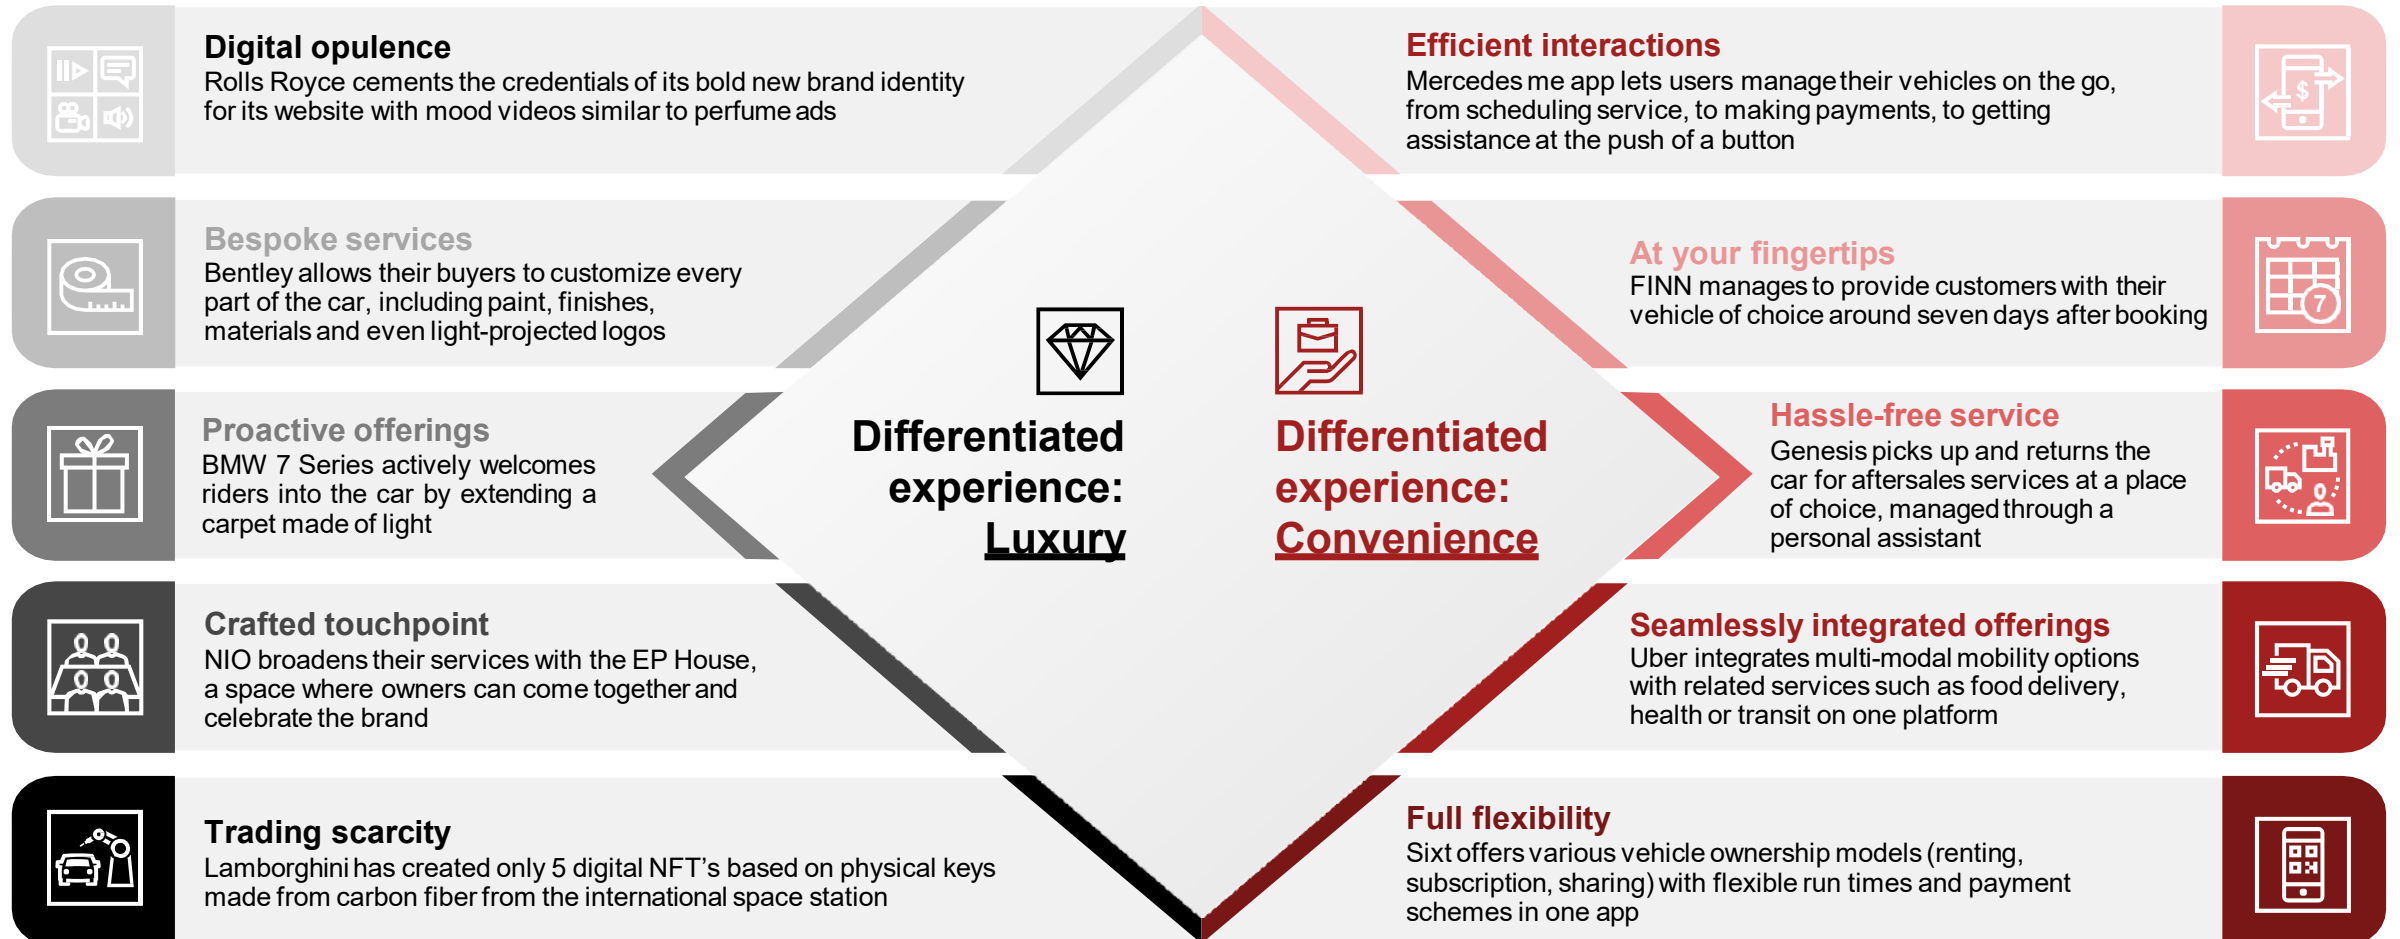 Digital opulence
Rolls Royce cements the credentials of its bold new brand identity
for its website with mood videos similar to perfume ads
Bespoke services
Bentley allows their buyers to customize every
part of the car, including paint, finishes,
materials and even light-projected logos
Proactive offerings
BMW 7 Series actively welcomes
riders into the car by extending a
carpet made of light
Crafted touchpoint
NIO broadens their services with the EP House,
a space where owners can come together and
celebrate the brand
Trading scarcity
Lamborghini has created only 5 digital NFT’s based on physical keys
made from carbon fiber from the international space station
Differentiated
experience:
Luxury
Differentiated
experience:
Convenience
Efficient interactions
Mercedes me app lets users manage their vehicles on the go,
from scheduling service, to making payments, to getting
assistance at the push of a button
$
At your fingertips
FINN manages to provide customers with their
vehicle of choice around seven days after booking
7
Hassle-free service
Genesis picks up and returns the
car for aftersales services at a place
of choice, managed through a
personal assistant
Seamlessly integrated offerings
Uber integrates multi-modal mobility options
with related services such as food delivery,
health or transit on one platform
Full flexibility
Sixt offers various vehicle ownership models (renting,
subscription, sharing) with flexible run times and payment
schemes in one app